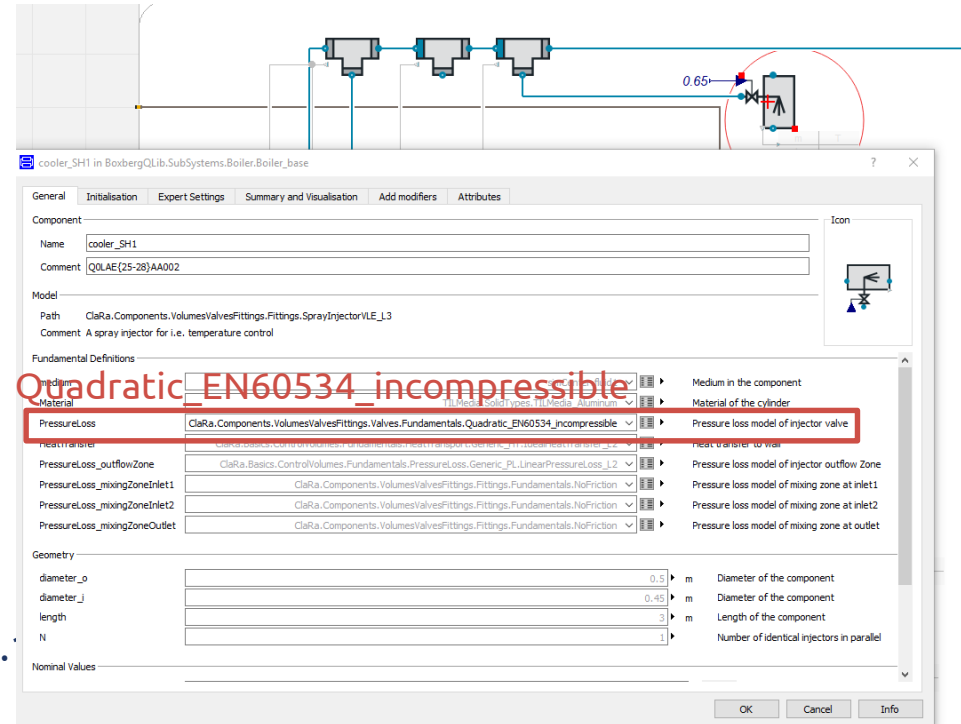 0.65
cooler_SH1 in BoxbergQLib.SubSystems.Boiler.Boiler_base
? ×
General Initialisation Expert Settings Summary and Visualisation Add modifiers Attributes
Component
Icon
Name cooler_SH1
Comment Q0LAE{25-28}AA002
Model
Path ClaRa.Components.VolumesValvesFittings.Fittings.SprayInjectorVLE_L3
Comment A spray injector for i.e. temperature control
Fundamental Definitions
Quadratic_EN60534_incompressible
medium Medium in the component
Material TILMedia.SolidTypes.TILMedia_Aluminum Material of the cylinder
PressureLoss ClaRa.Components.VolumesValvesFittings.Valves.Fundamentals.Quadratic_EN60534_incompressible Pressure loss model of injector valve
HeatTransfer ClaRa.Basics.ControlVolumes.Fundamentals.HeatTransport.Generic_HT.IdealHeatTransfer_L2 Heat transfer to wall
PressureLoss_outflowZone ClaRa.Basics.ControlVolumes.Fundamentals.PressureLoss.Generic_PL.LinearPressureLoss_L2 Pressure loss model of injector outflow Zone
PressureLoss_mixingZoneInlet1 ClaRa.Components.VolumesValvesFittings.Fittings.Fundamentals.NoFriction Pressure loss model of mixing zone at inlet1
PressureLoss_mixingZoneInlet2 ClaRa.Components.VolumesValvesFittings.Fittings.Fundamentals.NoFriction Pressure loss model of mixing zone at inlet2
PressureLoss_mixingZoneOutlet ClaRa.Components.VolumesValvesFittings.Fittings.Fundamentals.NoFriction Pressure loss model of mixing zone at outlet
Geometry
diameter_o 0.5 m Diameter of the component
diameter_i 0.45 m Diameter of the component
length 3 m Length of the component
N 1 Number of identical injectors in parallel
Nominal Values
OK Cancel Info